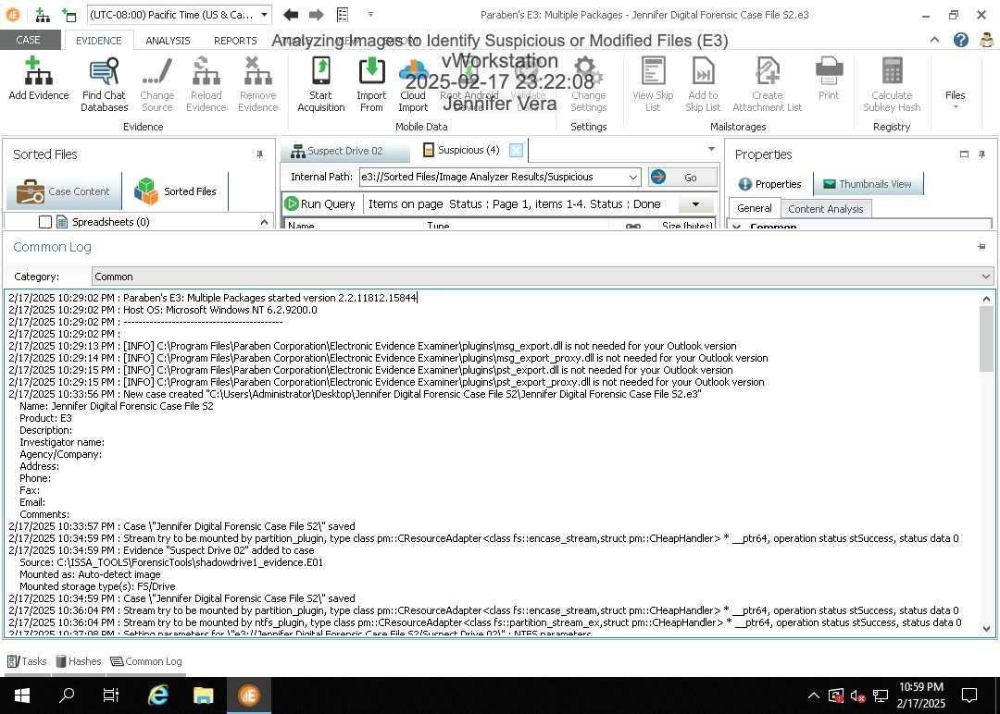 (UTC-08:00) Pacific Time (US & Ca...
Paraben's E3: Multiple Packages - Jennifer Digital Forensic Case File S2.e3
CASE
EVIDENCE
ANALYSIS
REPORTS
Analyzing Images to Identify Suspicious or Modified Files (E3)
vWorkstation
2025-02-17 23:22:08
Jennifer Vera
Add Evidence
Find Chat Databases
Change Source
Reload Evidence
Remove Evidence
Start Acquisition
Import From
Cloud Import
Root Android
Change Settings
View Skip List
Add to Skip List
Create Attachment List
Print
Calculate Subkey Hash
Files
Evidence
Mobile Data
Settings
Mailstorages
Registry
Sorted Files
Suspect Drive 02
Suspicious (4)
Properties
Internal Path:
e3://Sorted Files/Image Analyzer Results/Suspicious
Go
Properties
Thumbnails View
Case Content
Sorted Files
Run Query
Items on page Status : Page 1, items 1-4. Status : Done
General
Content Analysis
Spreadsheets (0)
Name
Type
Size (bytes)
Common
Common Log
Category:
Common
2/17/2025 10:29:02 PM : Paraben's E3: Multiple Packages started version 2.2.11812.15844
2/17/2025 10:29:02 PM : Host OS: Microsoft Windows NT 6.2.9200.0
2/17/2025 10:29:02 PM : -------------------------------------------
2/17/2025 10:29:02 PM :
2/17/2025 10:29:13 PM : [INFO] C:\Program Files\Paraben Corporation\Electronic Evidence Examiner\plugins\msg_export.dll is not needed for your Outlook version
2/17/2025 10:29:14 PM : [INFO] C:\Program Files\Paraben Corporation\Electronic Evidence Examiner\plugins\msg_export_proxy.dll is not needed for your Outlook version
2/17/2025 10:29:15 PM : [INFO] C:\Program Files\Paraben Corporation\Electronic Evidence Examiner\plugins\pst_export.dll is not needed for your Outlook version
2/17/2025 10:29:15 PM : [INFO] C:\Program Files\Paraben Corporation\Electronic Evidence Examiner\plugins\pst_export_proxy.dll is not needed for your Outlook version
2/17/2025 10:33:56 PM : New case created "C:\Users\Administrator\Desktop\Jennifer Digital Forensic Case File S2\Jennifer Digital Forensic Case File S2.e3"
Name: Jennifer Digital Forensic Case File S2
Product: E3
Description:
Investigator name:
Agency/Company:
Address:
Phone:
Fax:
Email:
Comments:
2/17/2025 10:33:57 PM : Case \"Jennifer Digital Forensic Case File S2\" saved
2/17/2025 10:34:59 PM : Stream try to be mounted by partition_plugin, type class pm::CResourceAdapter<class fs::encase_stream,struct pm::CHeapHandler> * __ptr64, operation status stSuccess, status data 0
2/17/2025 10:34:59 PM : Evidence "Suspect Drive 02" added to case
Source: C:\ISSA_TOOLS\ForensicTools\shadowdrive1_evidence.E01
Mounted as: Auto-detect image
Mounted storage type(s): FS/Drive
2/17/2025 10:34:59 PM : Case \"Jennifer Digital Forensic Case File S2\" saved
2/17/2025 10:36:04 PM : Stream try to be mounted by partition_plugin, type class pm::CResourceAdapter<class fs::encase_stream,struct pm::CHeapHandler> * __ptr64, operation status stSuccess, status data 0
2/17/2025 10:36:04 PM : Stream try to be mounted by ntfs_plugin, type class pm::CResourceAdapter<class fs::partition_stream_ex,struct pm::CHeapHandler> * __ptr64, operation status stSuccess, status data 0
2/17/2025 10:37:08 PM : Setting parameters for \"e3://Jennifer Digital Forensic Case File S2/Suspect Drive 02\" : NTFS parameters
Tasks
Hashes
Common Log
10:59 PM
2/17/2025